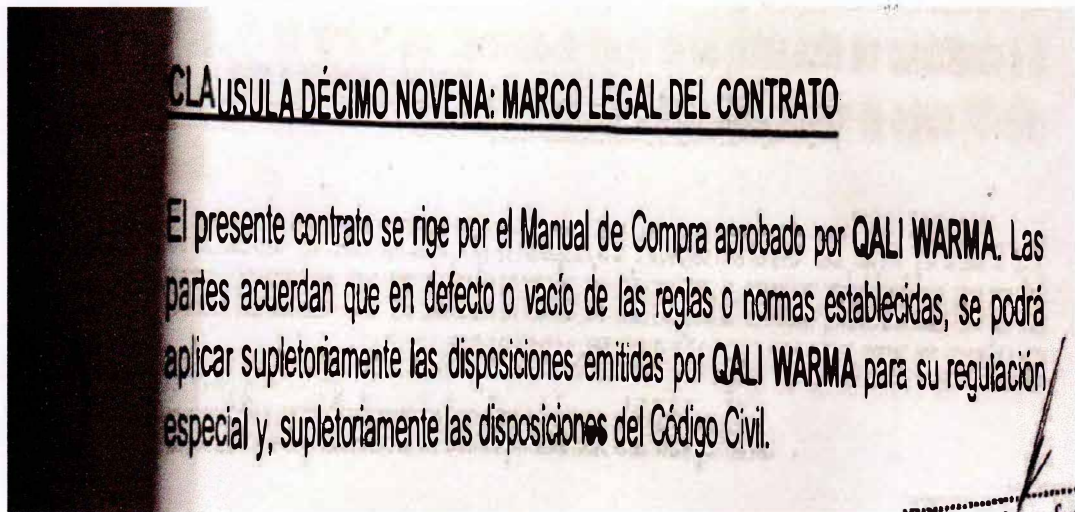 CLAUSULA DÉCIMO NOVENA: MARCO LEGAL DEL CONTRATO
El presente contrato se rige por el Manual de Compra aprobado por QALI WARMA. Las
partes acuerdan que en defecto o vacío de las reglas o normas establecidas, se podrá
aplicar supletoriamente las disposiciones emitidas por QALI WARMA para su regulación
especial y, supletoriamente las disposiciones del Código Civil.